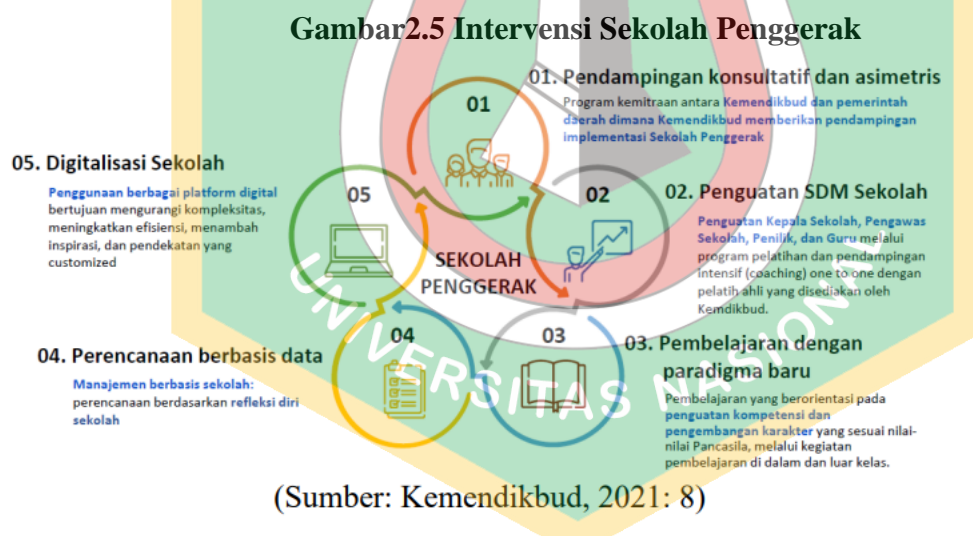 Gambar2.5 Intervensi Sekolah Penggerak
01. Pendampingan konsultatif dan asimetris
Program kemitraan antara Kemendikbud dan pemerintah
daerah dimana Kemendikbud memberikan pendampingan
implementasi Sekolah Penggerak
01
05. Digitalisasi Sekolah
Penggunaan berbagai platform digital
bertujuan mengurangi kompleksitas,
meningkatkan efisiensi, menambah
inspirasi, dan pendekatan yang
customized
05
02
02. Penguatan SDM Sekolah
Penguatan Kepala Sekolah, Pengawas
Sekolah, Penilik, dan Guru melalui
program pelatihan dan pendampingan
intensif (coaching) one to one dengan
pelatih ahli yang disediakan oleh
Kemdikbud.
SEKOLAH
PENGGERAK
04. Perencanaan berbasis data
Manajemen berbasis sekolah:
perencanaan berdasarkan refleksi diri
sekolah
04
03
03. Pembelajaran dengan
paradigma baru
Pembelajaran yang berorientasi pada
penguatan kompetensi dan
pengembangan karakter yang sesuai nilai-
nilai Pancasila, melalui kegiatan
pembelajaran di dalam dan luar kelas.
UNIVERSITAS NASIONAL
(Sumber: Kemendikbud, 2021: 8)